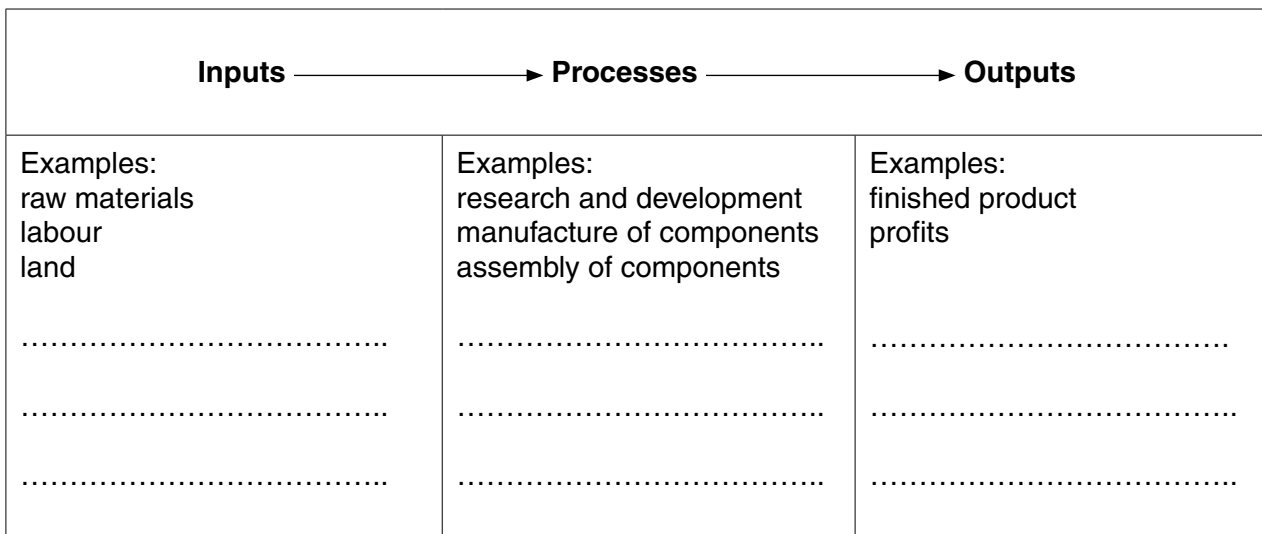 Inputs Processes Outputs
Examples:
raw materials
labour
land
…………………………………..
…………………………………..
…………………………………..
Examples:
research and development
manufacture of components
assembly of components
…………………………………..
…………………………………..
…………………………………..
Examples:
finished product
profits
……………………………….
…………………………………..
…………………………………..